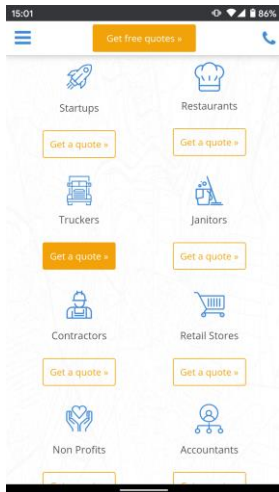 15:01 86%
Get free quotes »
Startups Restaurants
Get a quote » Get a quote »
Truckers Janitors
Get a quote » Get a quote »
Contractors Retail Stores
Get a quote » Get a quote »
Non Profits Accountants